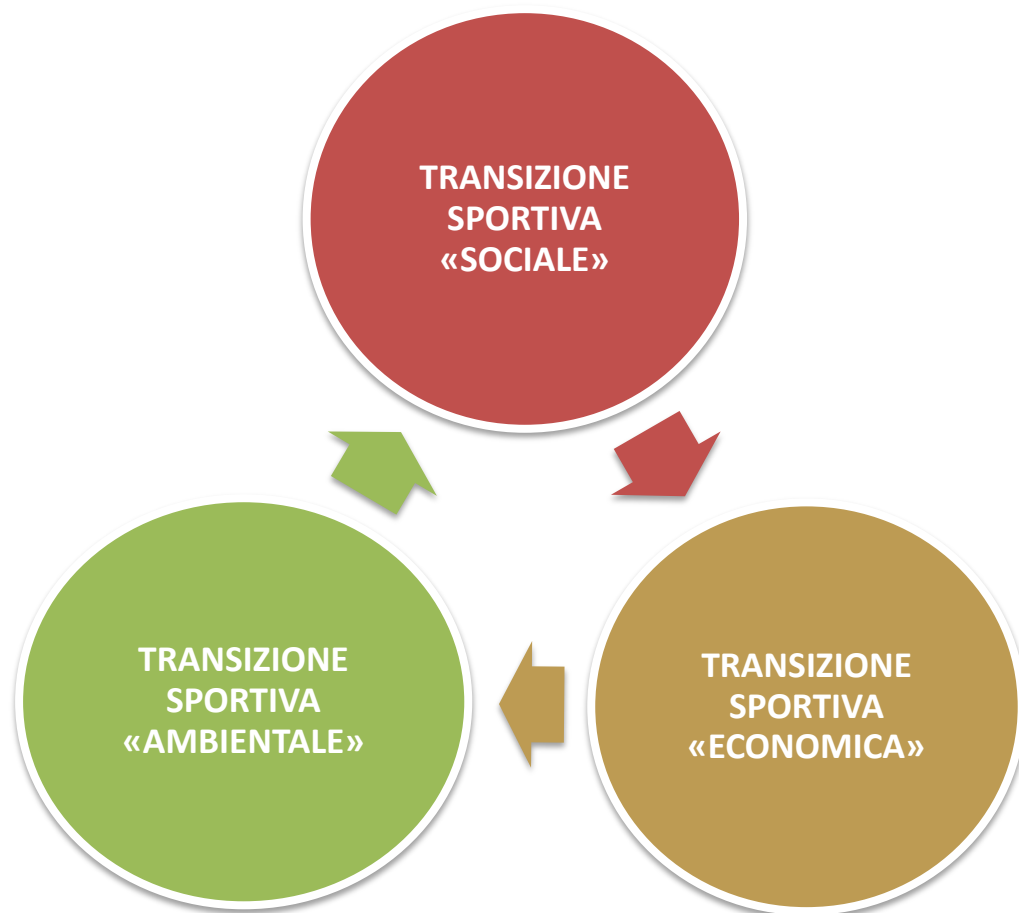 TRANSIZIONE
SPORTIVA
«SOCIALE»
TRANSIZIONE
SPORTIVA
«AMBIENTALE»
TRANSIZIONE
SPORTIVA
«ECONOMICA»